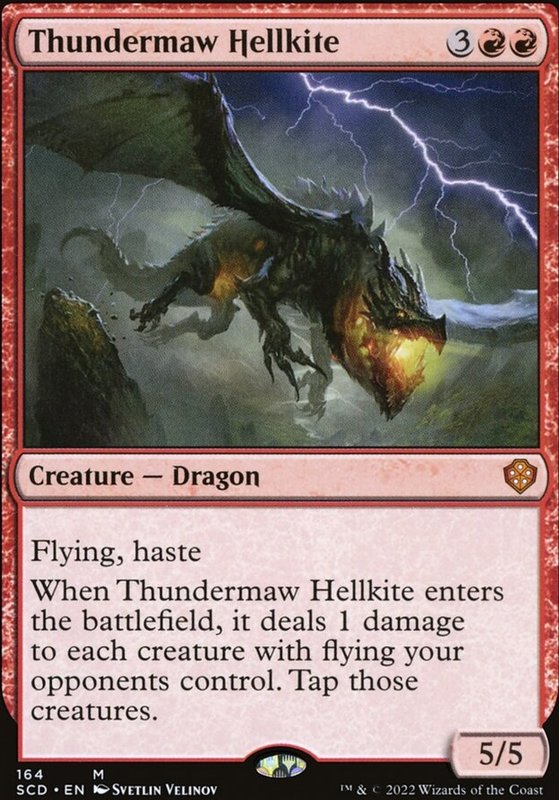 Thundermaw Hellkite 3
Creature — Dragon
Flying, haste
When Thundermaw Hellkite enters
the battlefield, it deals 1 damage
to each creature with flying your
opponents control. Tap those
creatures.
5/5
164 M
SCD • EN Svetlin Velinov ™ & © 2022 Wizards of the Coast